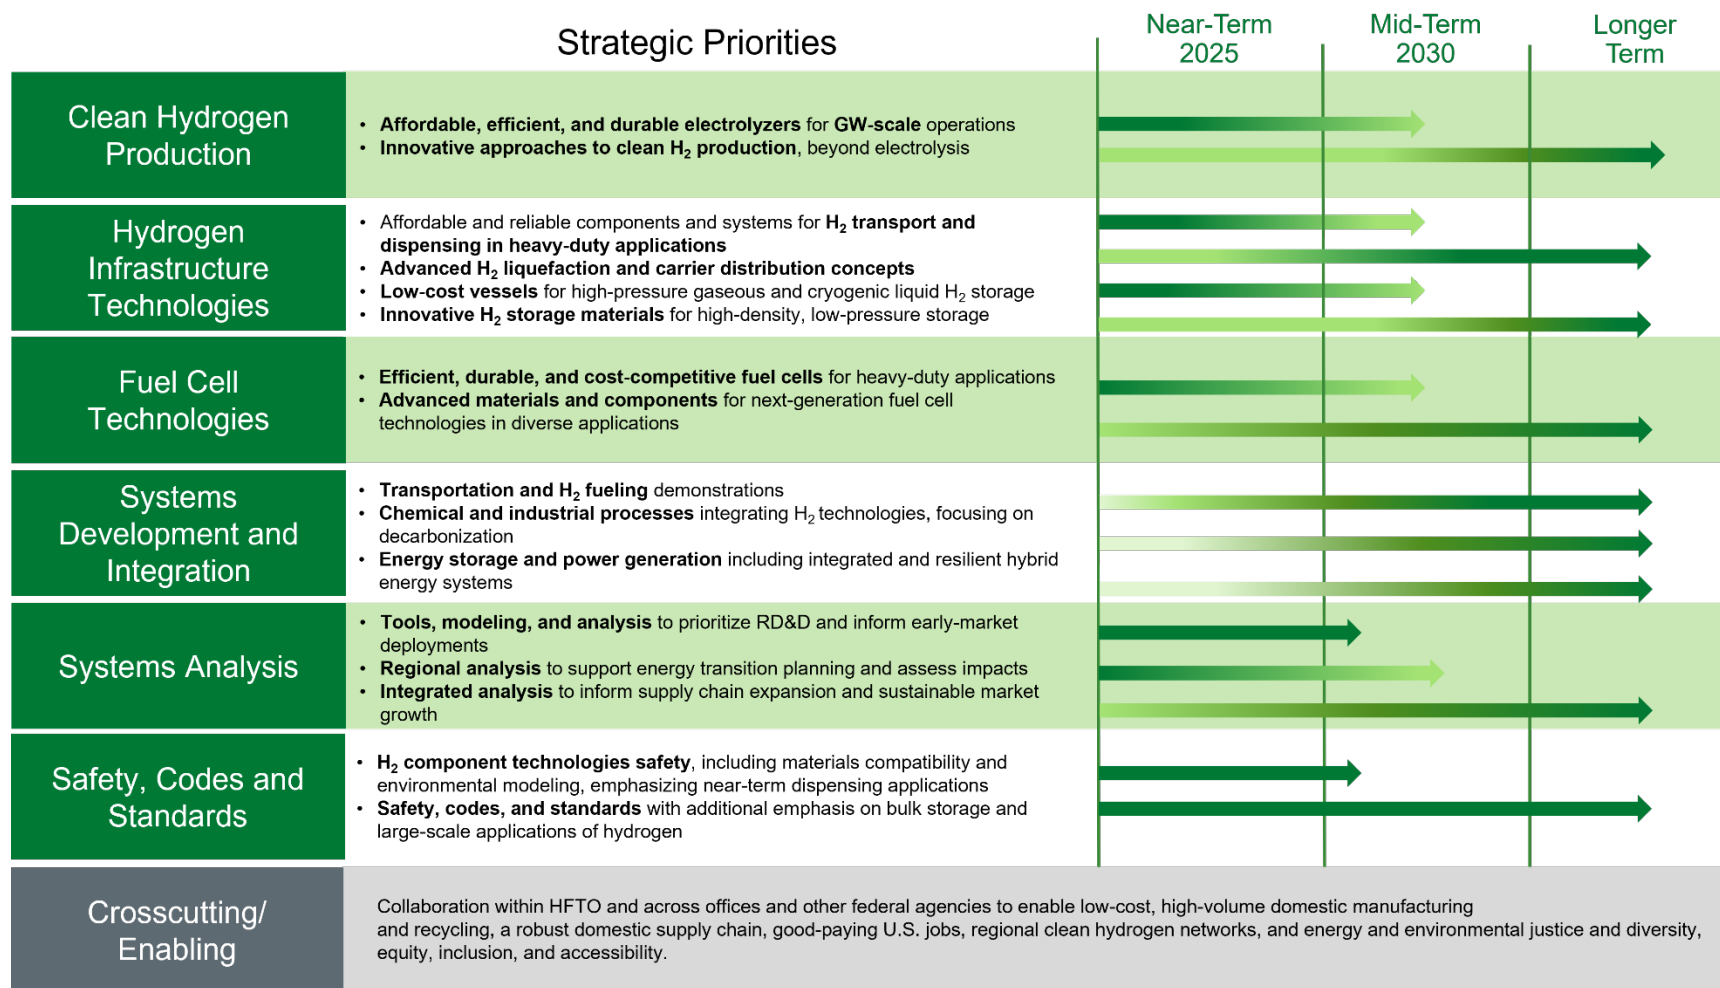 Strategic Priorities
Near-Term
2025
Mid-Term
2030
Longer
Term
Clean Hydrogen
Production
• Affordable, efficient, and durable electrolyzers for GW-scale operations
• Innovative approaches to clean H₂ production, beyond electrolysis
Hydrogen
Infrastructure
Technologies
• Affordable and reliable components and systems for H₂ transport and
dispensing in heavy-duty applications
• Advanced H₂ liquefaction and carrier distribution concepts
• Low-cost vessels for high-pressure gaseous and cryogenic liquid H₂ storage
• Innovative H₂ storage materials for high-density, low-pressure storage
Fuel Cell
Technologies
• Efficient, durable, and cost-competitive fuel cells for heavy-duty applications
• Advanced materials and components for next-generation fuel cell
technologies in diverse applications
Systems
Development and
Integration
• Transportation and H₂ fueling demonstrations
• Chemical and industrial processes integrating H₂ technologies, focusing on
decarbonization
• Energy storage and power generation including integrated and resilient hybrid
energy systems
Systems Analysis
• Tools, modeling, and analysis to prioritize RD&D and inform early-market
deployments
• Regional analysis to support energy transition planning and assess impacts
• Integrated analysis to inform supply chain expansion and sustainable market
growth
Safety, Codes and
Standards
• H₂ component technologies safety, including materials compatibility and
environmental modeling, emphasizing near-term dispensing applications
• Safety, codes, and standards with additional emphasis on bulk storage and
large-scale applications of hydrogen
Crosscutting/
Enabling
Collaboration within HFTO and across offices and other federal agencies to enable low-cost, high-volume domestic manufacturing
and recycling, a robust domestic supply chain, good-paying U.S. jobs, regional clean hydrogen networks, and energy and environmental justice and diversity,
equity, inclusion, and accessibility.